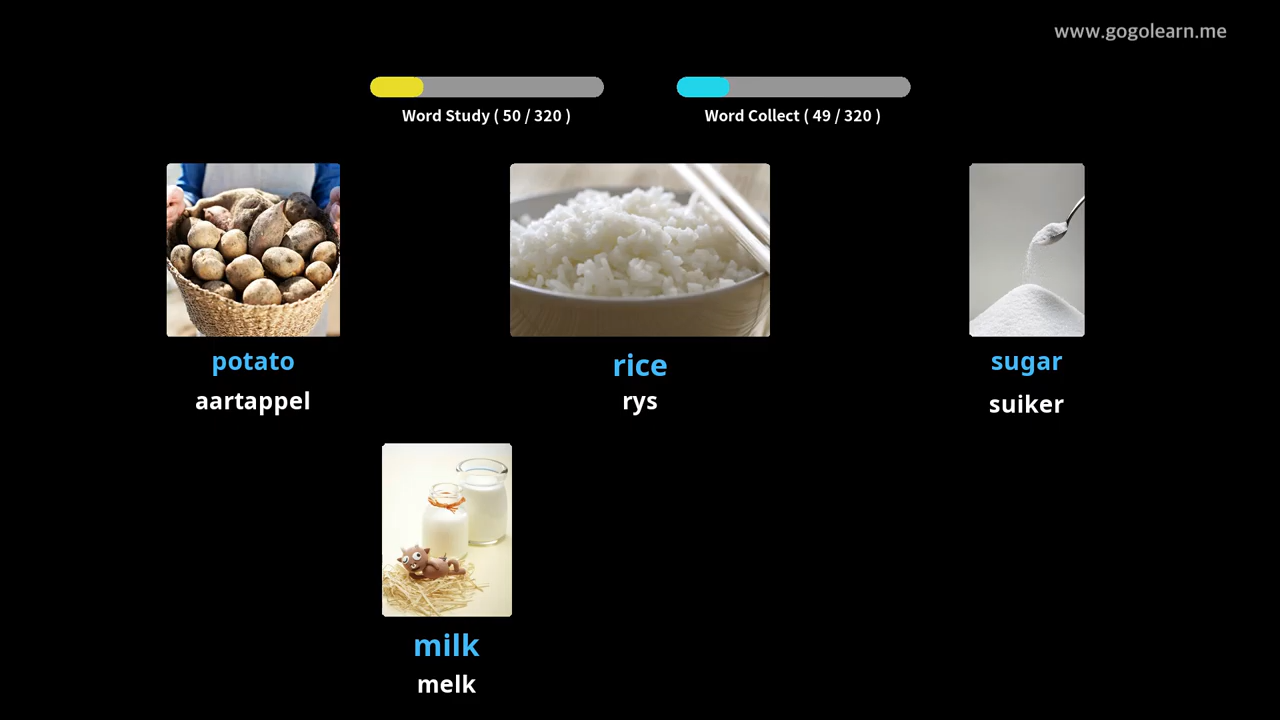 www.gogolearn.me
Word Study ( 50 / 320 )
Word Collect ( 49 / 320 )
potato
aartappel
rice
rys
sugar
suiker
milk
melk